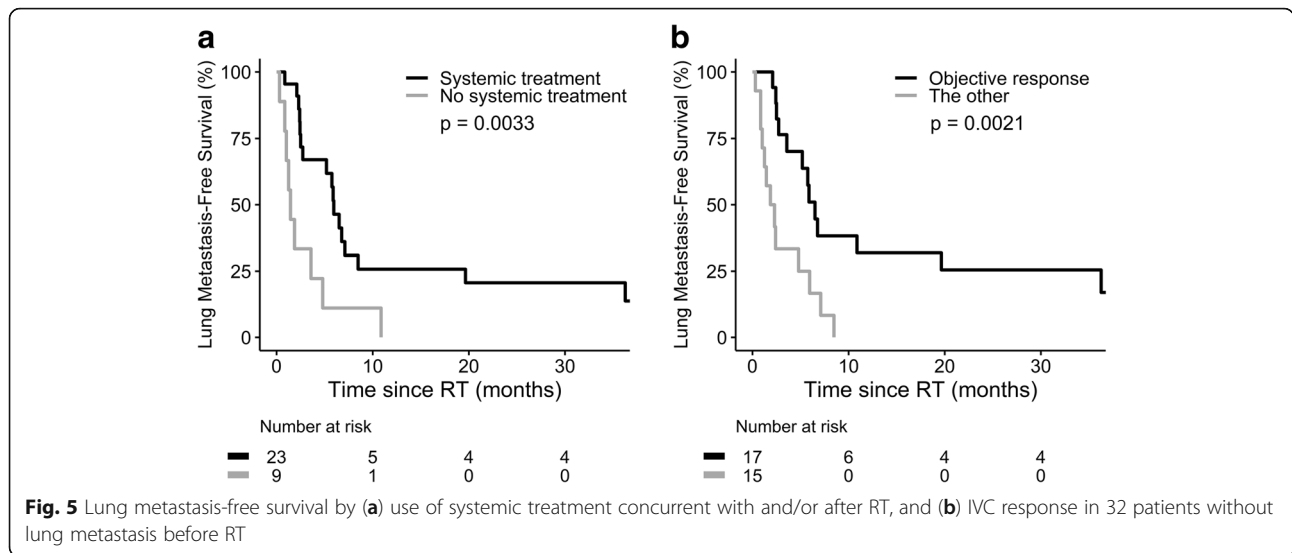 a
Lung Metastasis-Free Survival (%)
100
75
50
25
0
Systemic treatment
No systemic treatment
p = 0.0033
0 10 20 30
Time since RT (months)
Number at risk
23 5 4 4
9 1 0 0
b
Lung Metastasis-Free Survival (%)
100
75
50
25
0
Objective response
The other
p = 0.0021
0 10 20 30
Time since RT (months)
Number at risk
17 6 4 4
15 0 0 0
Fig. 5 Lung metastasis-free survival by (a) use of systemic treatment concurrent with and/or after RT, and (b) IVC response in 32 patients without
lung metastasis before RT